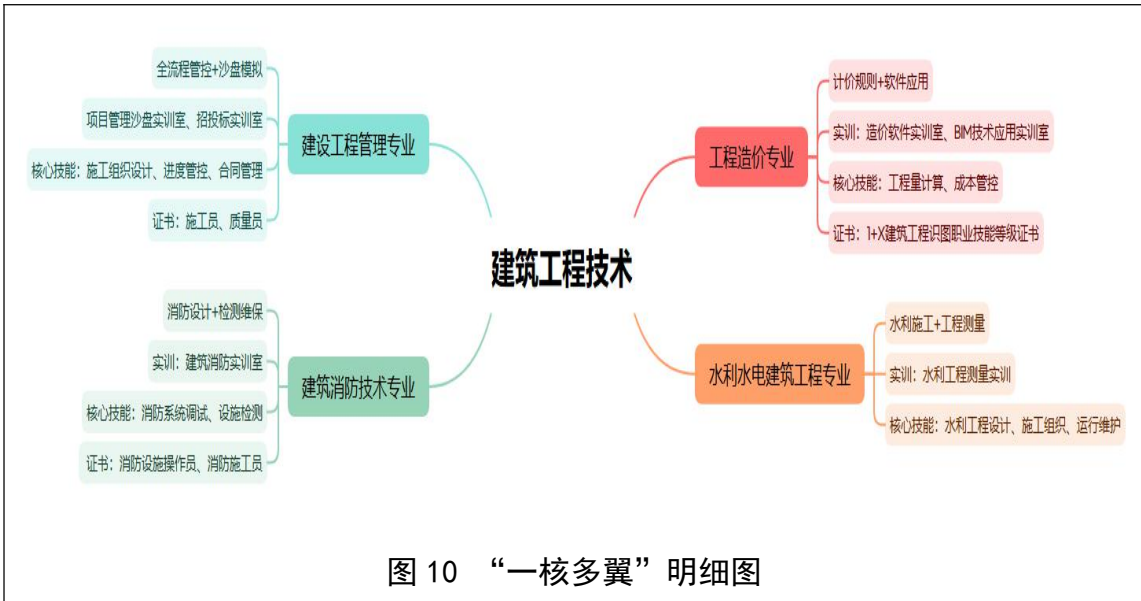 全流程管控+沙盘模拟
项目管理沙盘实训室、招投标实训室
建设工程管理专业
核心技能：施工组织设计、进度管控、合同管理
证书：施工员、质量员
计价规则+软件应用
实训：造价软件实训室、BIM技术应用实训室
工程造价专业
核心技能：工程量计算、成本管控
证书：1+X建筑工程识图职业技能等级证书
建筑工程技术
消防设计+检测维保
实训：建筑消防实训室
建筑消防技术专业
核心技能：消防系统调试、设施检测
证书：消防设施操作员、消防施工员
水利施工+工程测量
水利水电建筑工程专业
实训：水利工程测量实训
核心技能：水利工程设计、施工组织、运行维护
图 10 “一核多翼”明细图